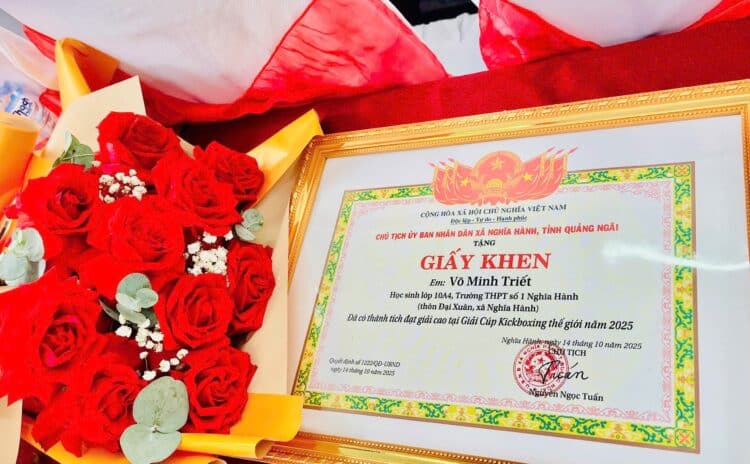 CỘNG HÒA XÃ HỘI CHỦ NGHĨA VIỆT NAM
Độc lập - Tự do - Hạnh phúc
CHỦ TỊCH ỦY BAN NHÂN DÂN XÃ NGHĨA HÀNH, TỈNH QUẢNG NGÃI
TẶNG
GIẤY KHEN
Em: Võ Minh Triết
Học sinh lớp 10A4, Trường THPT số 1 Nghĩa Hành
(thôn Đại Xuân, xã Nghĩa Hành)
Đã có thành tích đạt giải cao tại Giải Cúp Kickboxing thế giới năm 2025
Nghĩa Hành, ngày 14 tháng 10 năm 2025
CHỦ TỊCH
Quyết định số 1222/QĐ-UBND
ngày 14 tháng 10 năm 2025
Nguyễn Ngọc Tuấn